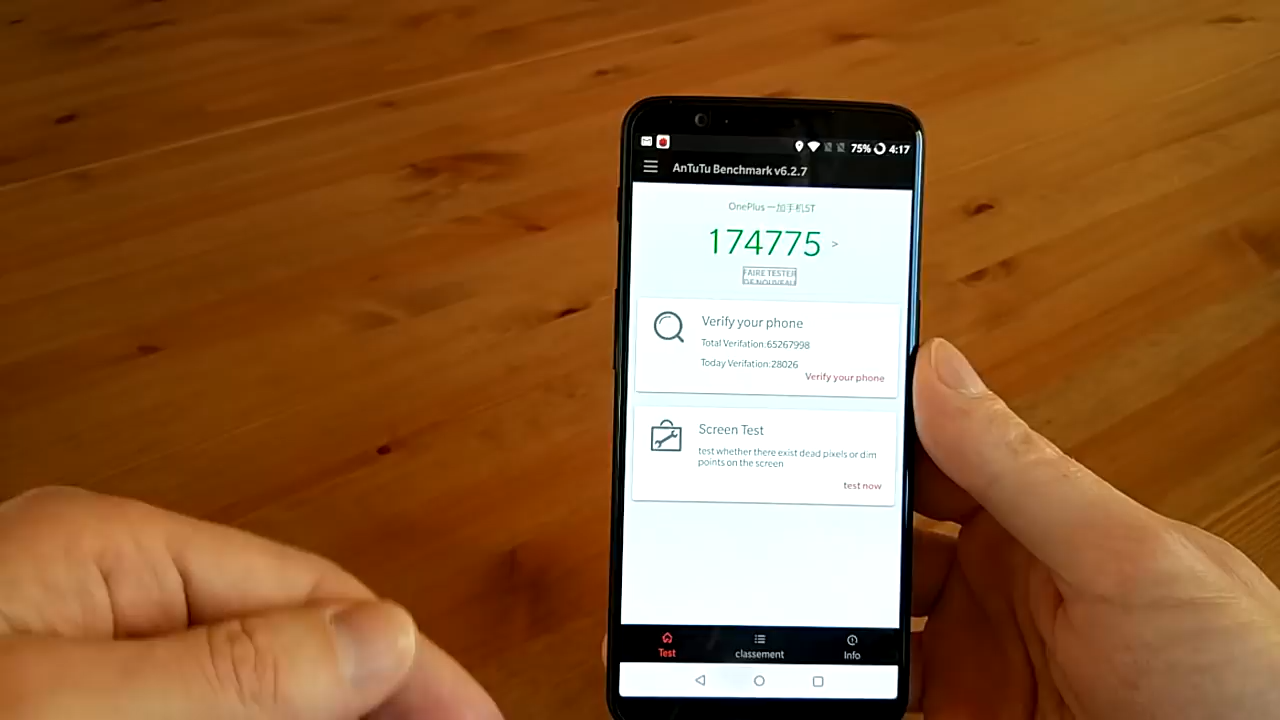 75% 4:17
AnTuTu Benchmark v6.2.7
OnePlus 一加手机5T
174775 >
FAIRE TESTER
DE NOUVEAU
Verify your phone
Total Verifation:65267998
Today Verifation:28026
Verify your phone
Screen Test
test whether there exist dead pixels or dim
points on the screen
test now
Test classement Info